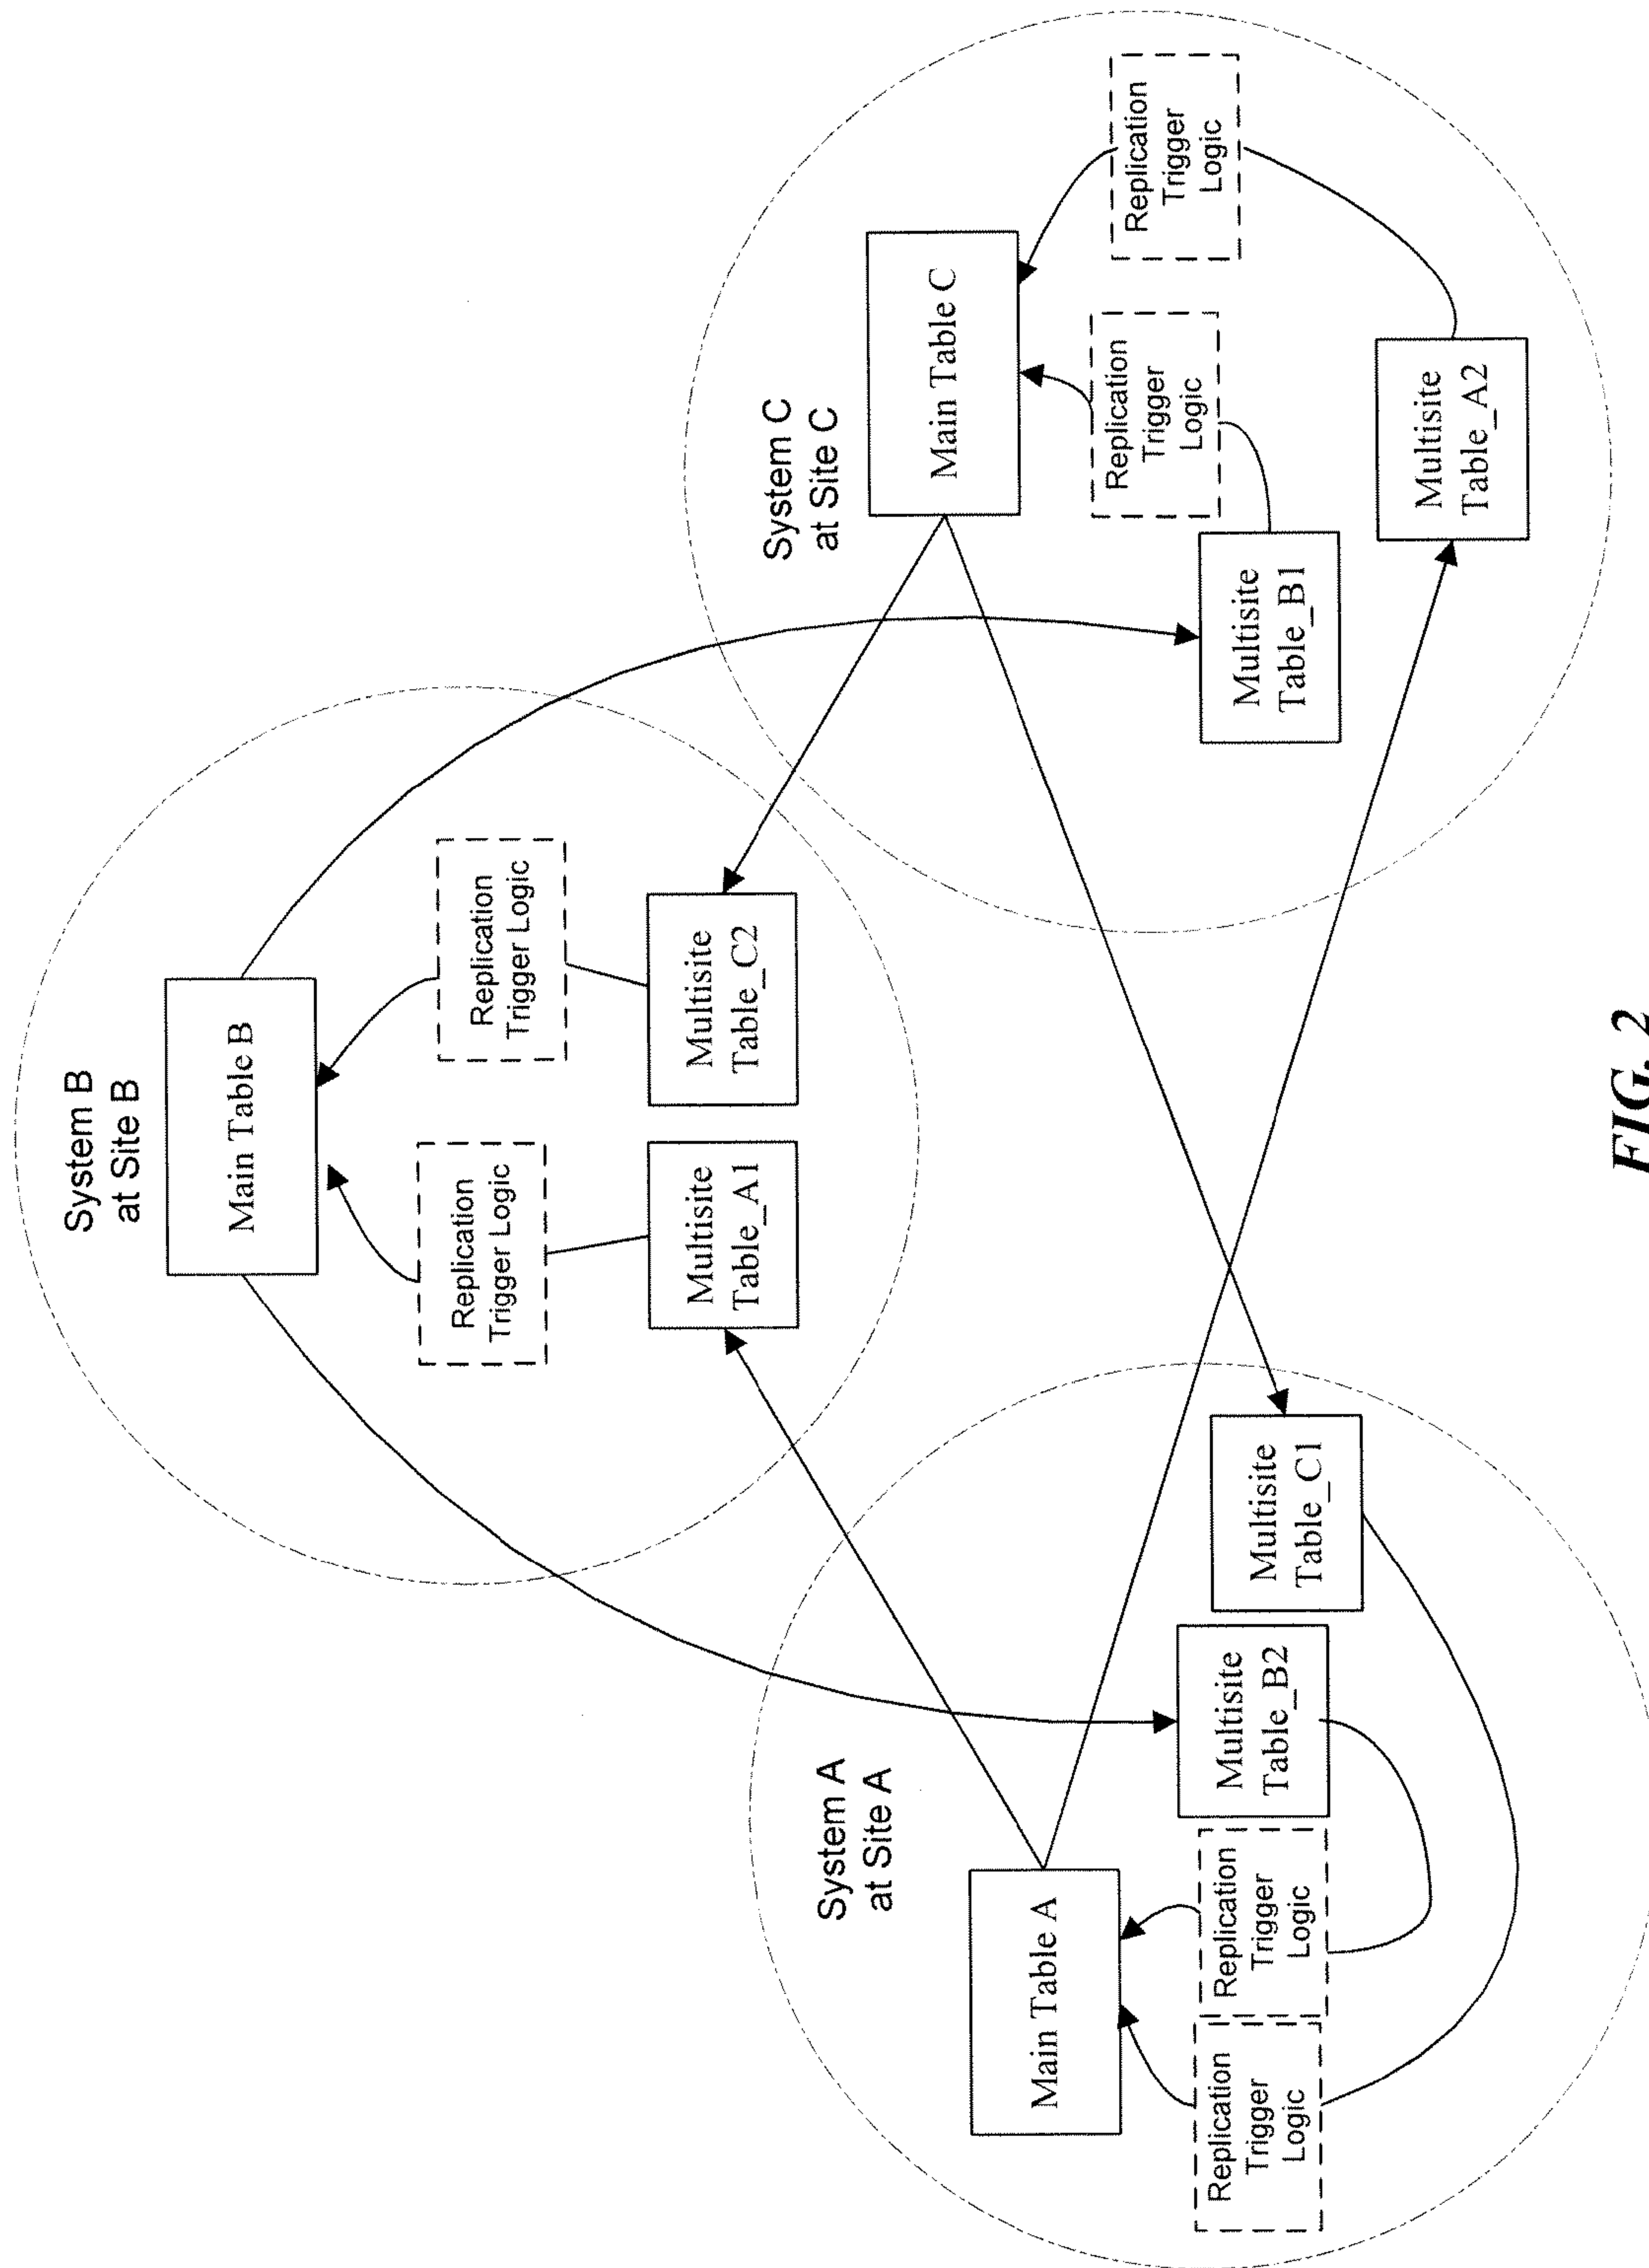 System B
at Site B
Main Table B
Replication
Trigger Logic
Replication
Trigger Logic
Multisite
Table_A1
Multisite
Table_C2
System A
at Site A
Main Table A
Replication
Trigger
Logic
Replication
Trigger
Logic
Multisite
Table_B2
Multisite
Table_C1
System C
at Site C
Main Table C
Replication
Trigger
Logic
Replication
Trigger
Logic
Multisite
Table_B1
Multisite
Table_A2
FIG. 2